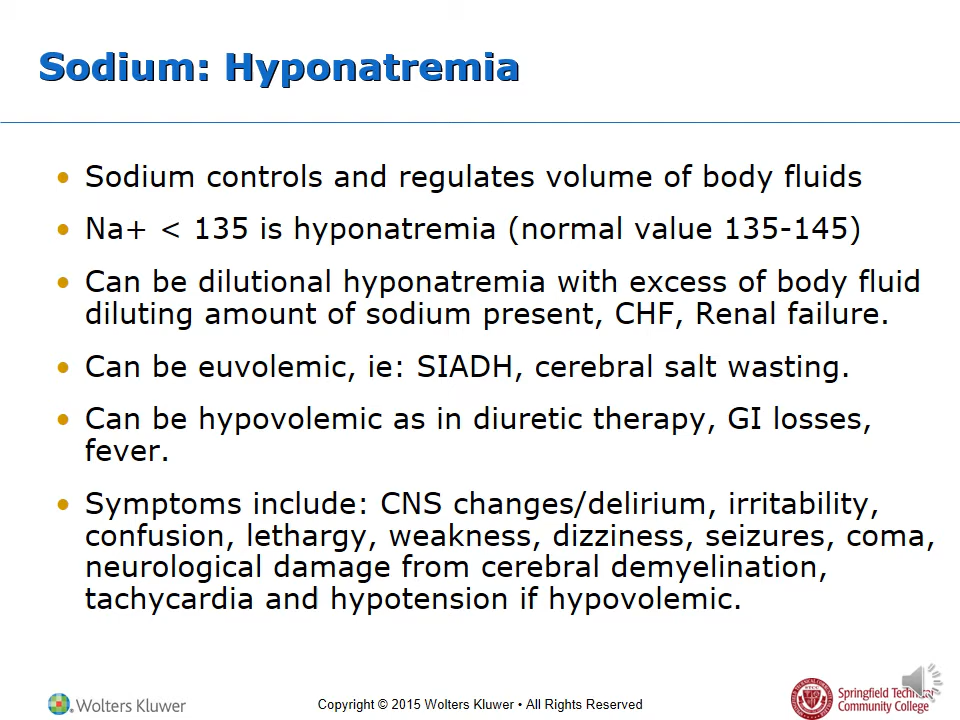 Sodium: Hyponatremia
• Sodium controls and regulates volume of body fluids
• Na+ < 135 is hyponatremia (normal value 135-145)
• Can be dilutional hyponatremia with excess of body fluid
diluting amount of sodium present, CHF, Renal failure.
• Can be euvolemic, ie: SIADH, cerebral salt wasting.
• Can be hypovolemic as in diuretic therapy, GI losses,
fever.
• Symptoms include: CNS changes/delirium, irritability,
confusion, lethargy, weakness, dizziness, seizures, coma,
neurological damage from cerebral demyelination,
tachycardia and hypotension if hypovolemic.
Wolters Kluwer
Copyright © 2015 Wolters Kluwer • All Rights Reserved
Springfield Technical
Community College